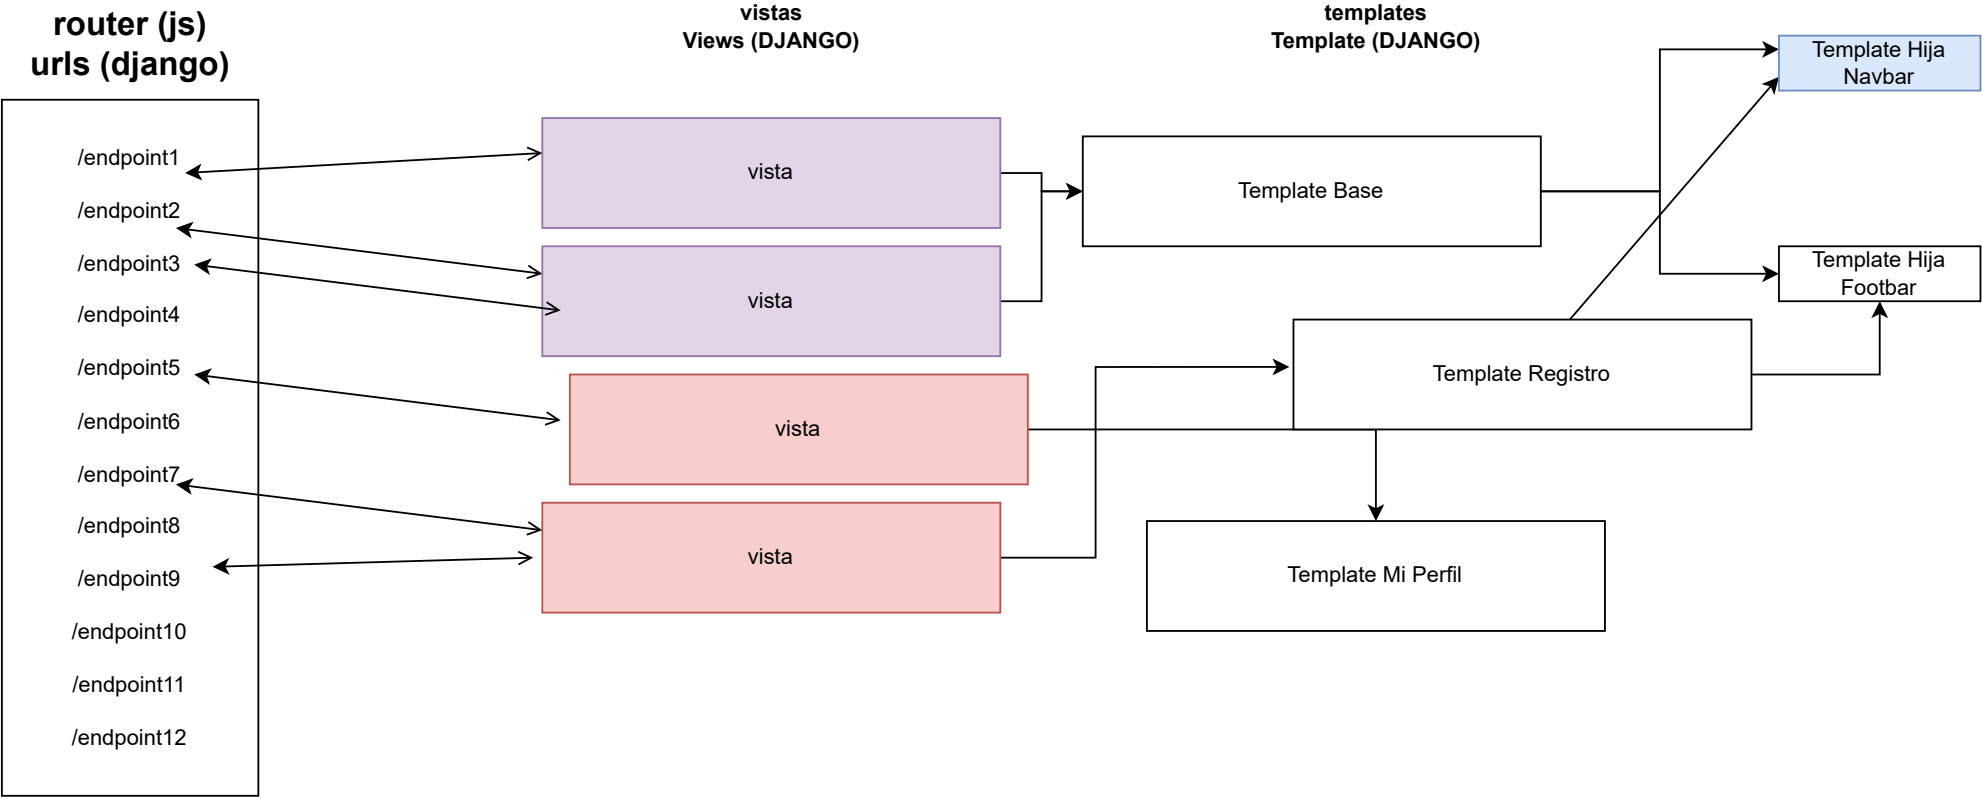 router (js)
urls (django)
/endpoint1
/endpoint2
/endpoint3
/endpoint4
/endpoint5
/endpoint6
/endpoint7
/endpoint8
/endpoint9
/endpoint10
/endpoint11
/endpoint12
vistas
Views (DJANGO)
vista
vista
vista
vista
templates
Template (DJANGO)
Template Base
Template Registro
Template Mi Perfil
Template Hija
Navbar
Template Hija
Footbar